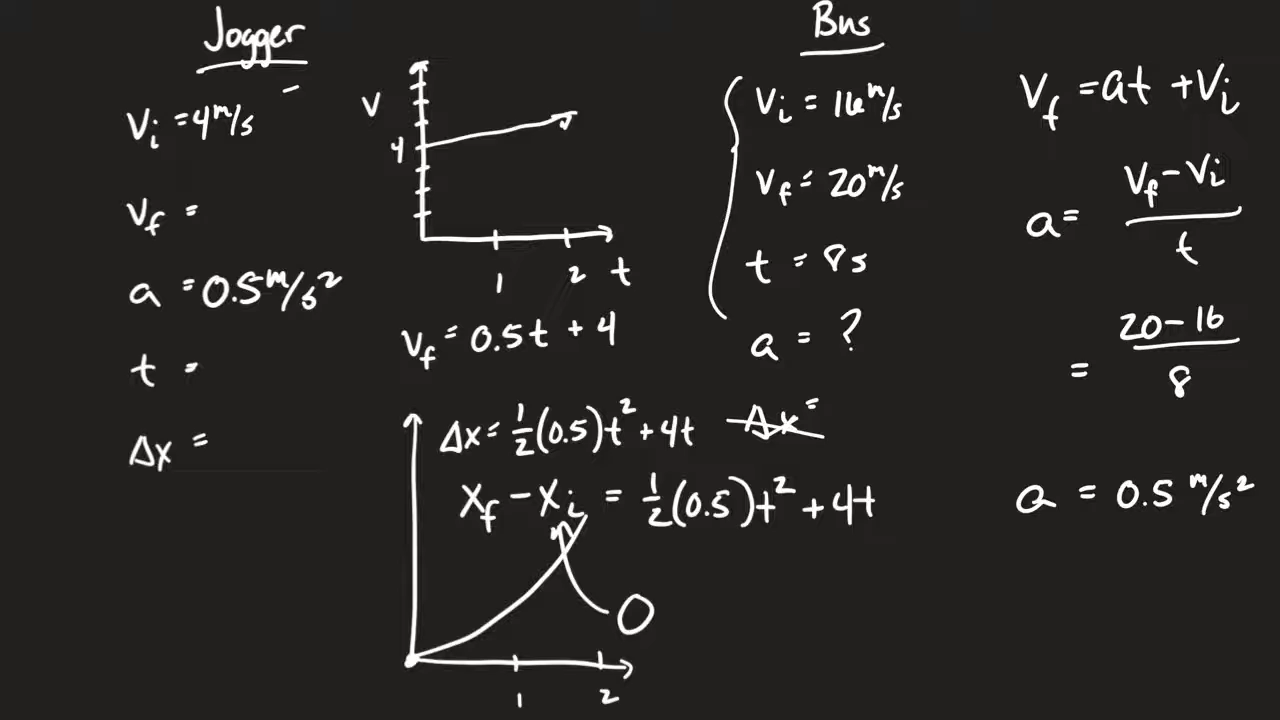 Jogger
Vi = 4 m/s
Vf =
a = 0.5 m/s²
t =
Δx =
V
4
1 2 t
Vf = 0.5t + 4
Δx = ½(0.5)t² + 4t
Xf - Xi = ½(0.5)t² + 4t
0
1 2
Bus
Vi = 16 m/s
Vf = 20 m/s
t = 8s
a = ?
Δx =
Vf = at + Vi
a = (Vf - Vi)/t
= (20 - 16)/8
a = 0.5 m/s²